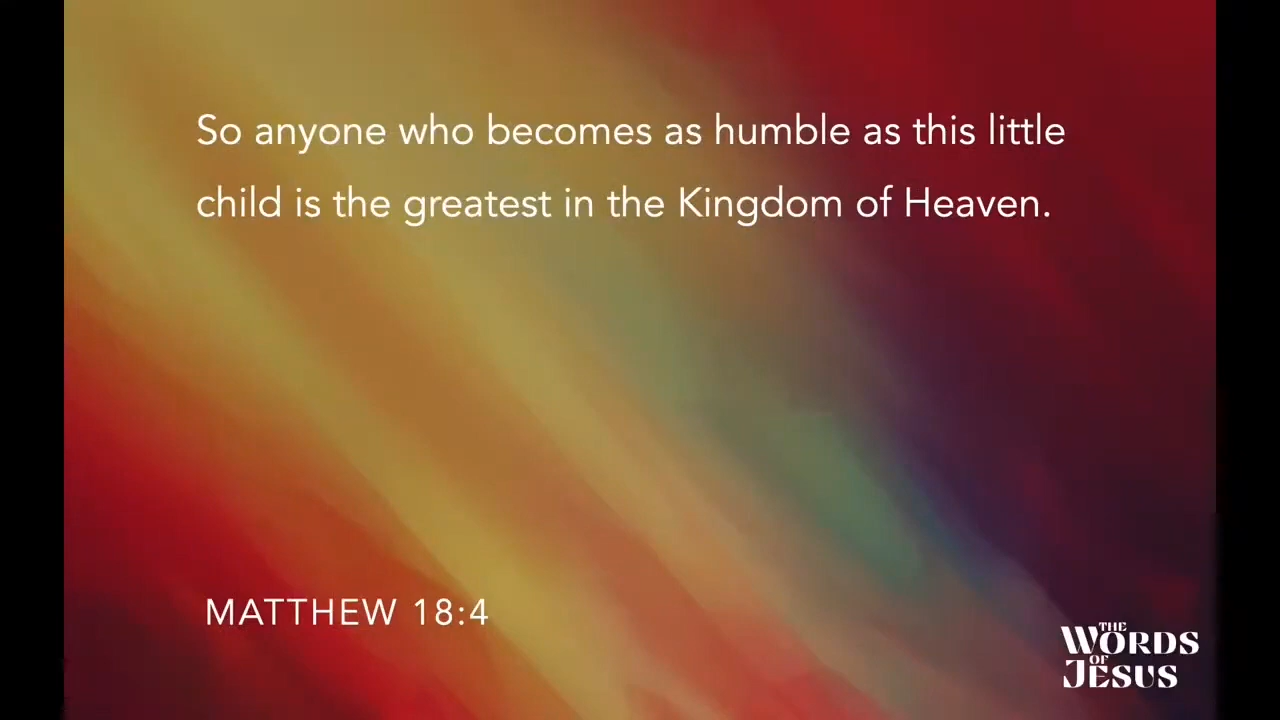 So anyone who becomes as humble as this little
child is the greatest in the Kingdom of Heaven.
MATTHEW 18:4
THE
WORDS
OF
JESUS